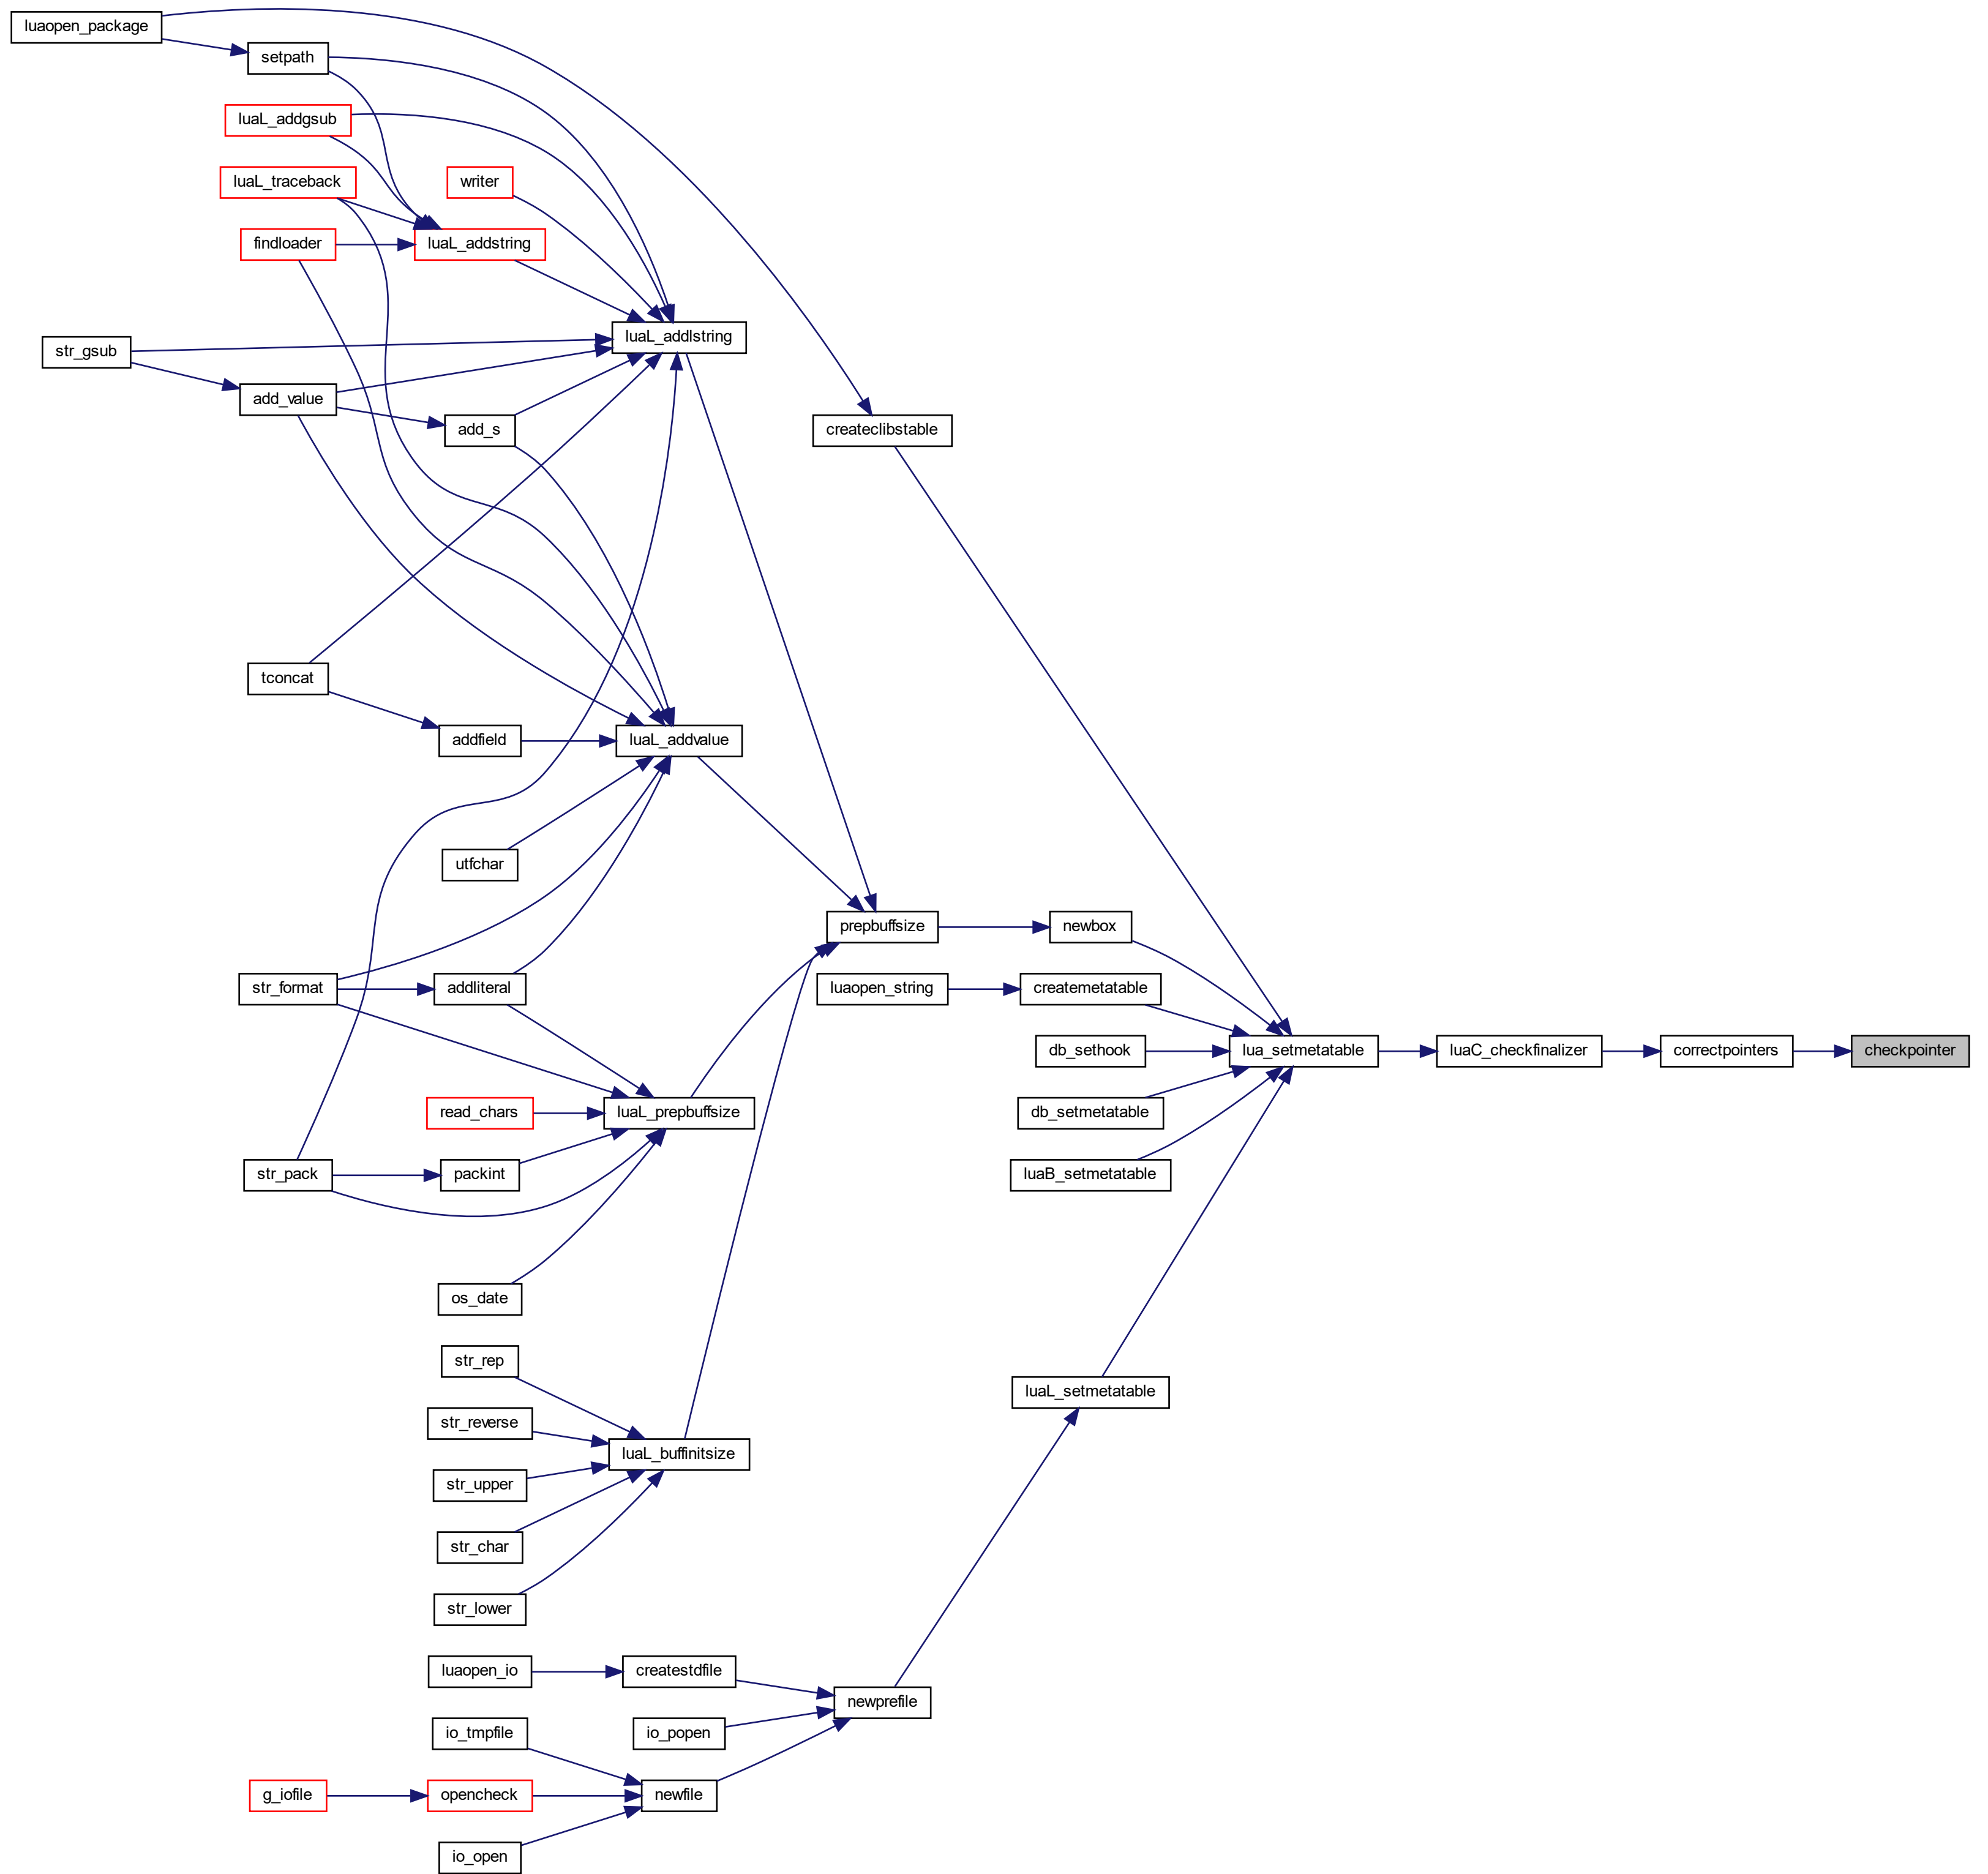 luaopen_package
setpath
luaL_addgsub
luaL_traceback
writer
findloader
luaL_addstring
str_gsub
luaL_addlstring
add_value
add_s
createclibstable
tconcat
addfield
luaL_addvalue
utfchar
prepbuffsize
newbox
str_format
addliteral
luaopen_string
createmetatable
db_sethook
lua_setmetatable
luaC_checkfinalizer
correctpointers
checkpointer
read_chars
luaL_prepbuffsize
db_setmetatable
str_pack
packint
luaB_setmetatable
os_date
str_rep
luaL_setmetatable
str_reverse
luaL_buffinitsize
str_upper
str_char
str_lower
luaopen_io
createstdfile
newprefile
io_tmpfile
io_popen
g_iofile
opencheck
newfile
io_open